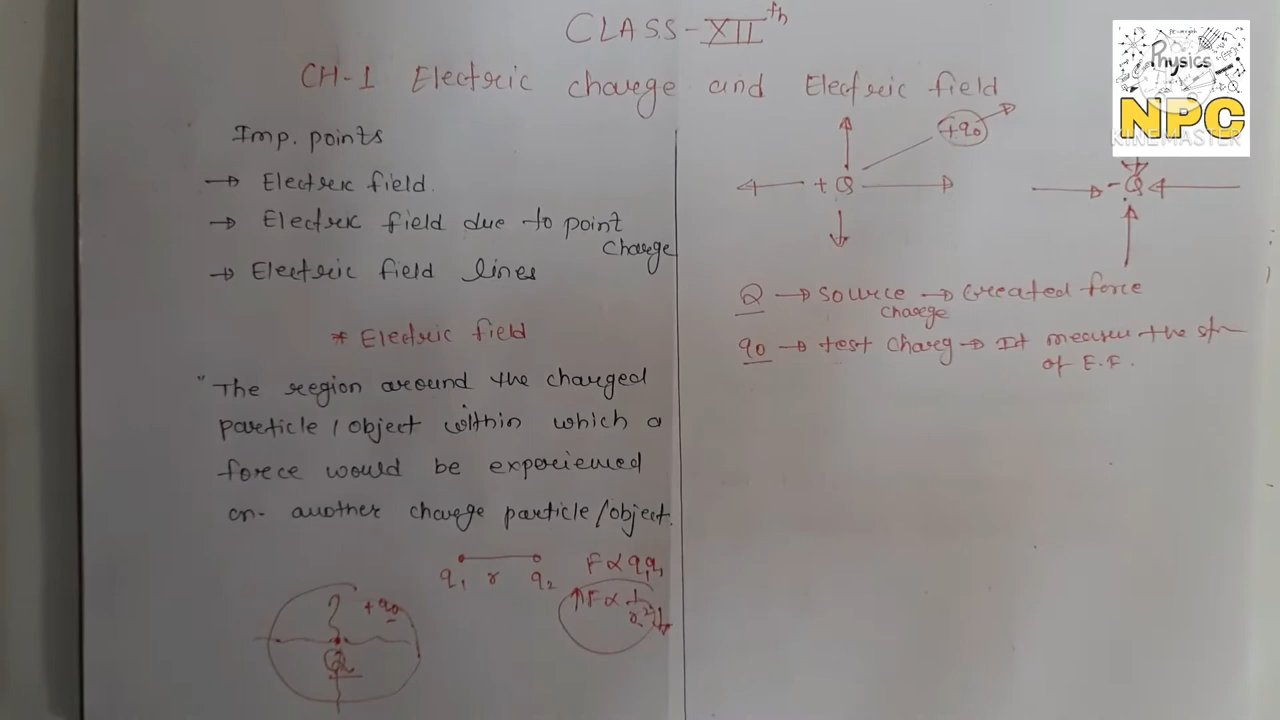 CLASS-XIIth
CH-1 Electric charge and Electric field
Imp. points
→ Electric field.
→ Electric field due to point
charge
→ Electric field lines
* Electric field
"The region around the charged
particle/object within which a
force would be experiemed
on- another charge particle/object.
q1 r q2
F∝q1q2
↑F∝1/r²↓
+q0
Q
+q0
+Q
-Q
Q → source → Created force
charge
q0 → test charg → It measur the
of E.F.
Physics
NPC
KINEMASTER